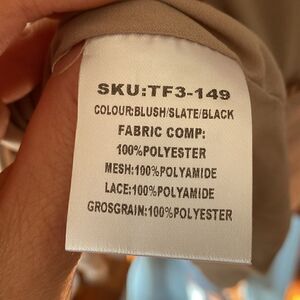 SKU:TF3-149
COLOUR:BLUSH/SLATE/BLACK
FABRIC COMP:
100%POLYESTER
MESH:100%POLYAMIDE
LACE:100%POLYAMIDE
GROSGRAIN:100%POLYESTER